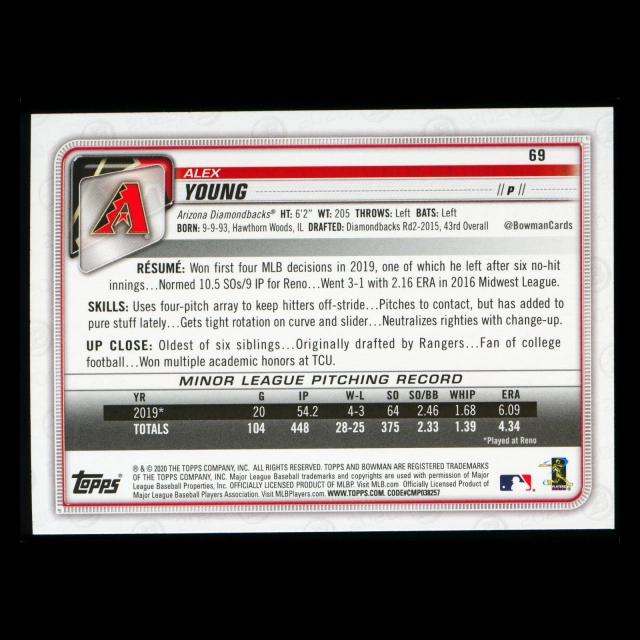 69
ALEX
YOUNG
//P//
Arizona Diamondbacks® HT: 6'2" WT: 205 THROWS: Left BATS: Left
BORN: 9-9-93, Hawthorn Woods, IL DRAFTED: Diamondbacks Rd2-2015, 43rd Overall @BowmanCards
RÉSUMÉ: Won first four MLB decisions in 2019, one of which he left after six no-hit
innings...Normed 10.5 SOs/9 IP for Reno...Went 3-1 with 2.16 ERA in 2016 Midwest League.
SKILLS: Uses four-pitch array to keep hitters off-stride...Pitches to contact, but has added to
pure stuff lately...Gets tight rotation on curve and slider...Neutralizes righties with change-up.
UP CLOSE: Oldest of six siblings...Originally drafted by Rangers...Fan of college
football...Won multiple academic honors at TCU.
MINOR LEAGUE PITCHING RECORD
YR G IP W-L SO SO/BB WHIP ERA
2019* 20 54.2 4-3 64 2.46 1.68 6.09
TOTALS 104 448 28-25 375 2.33 1.39 4.34
*Played at Reno
Topps
® & © 2020 THE TOPPS COMPANY, INC. ALL RIGHTS RESERVED. TOPPS AND BOWMAN ARE REGISTERED TRADEMARKS
OF THE TOPPS COMPANY, INC. Major League Baseball trademarks and copyrights are used with permission of Major
League Baseball Properties, Inc. OFFICIALLY LICENSED PRODUCT OF MLBP. Visit MLB.com Officially Licensed Product of
Major League Baseball Players Association. Visit MLBPlayers.com. WWW.TOPPS.COM. CODE#CMP038257